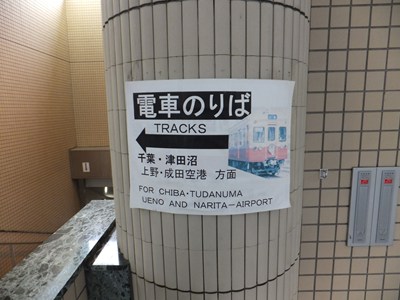 電車のりば
TRACKS
千葉・津田沼
上野・成田空港 方面
FOR CHIBA・TUDANUMA
UENO AND NARITA-AIRPORT